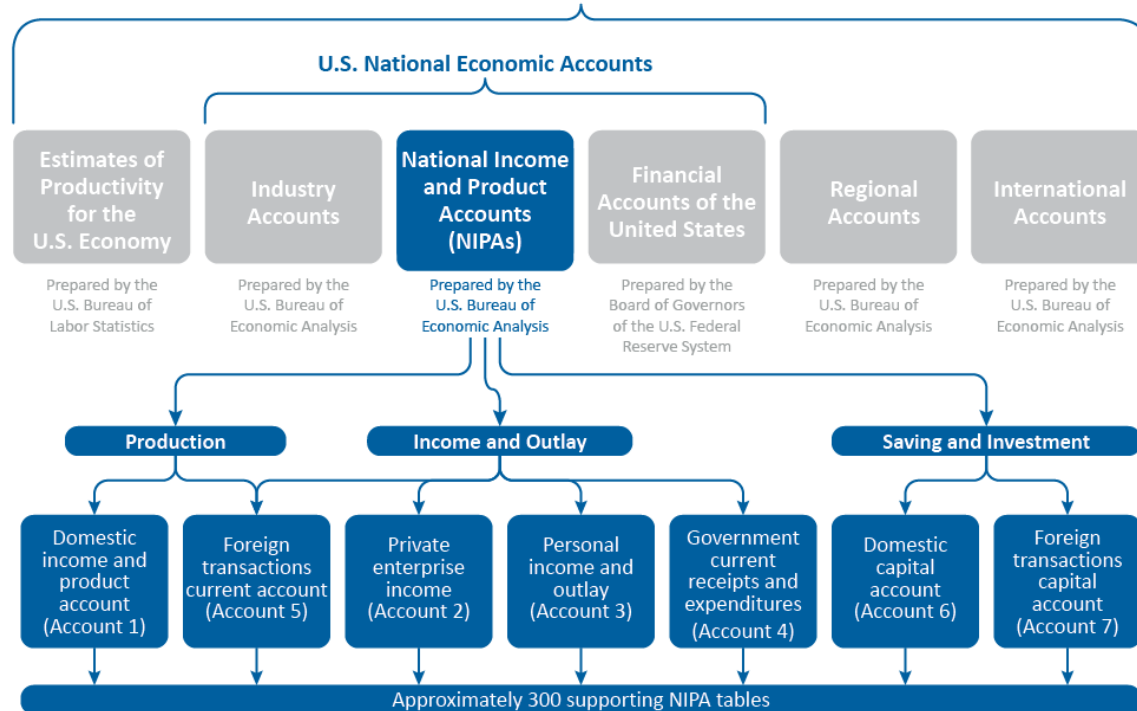 U.S. National Economic Accounts
Estimates of
Productivity
for the
U.S. Economy
Industry
Accounts
National Income
and Product
Accounts
(NIPAs)
Financial
Accounts of the
United States
Regional
Accounts
International
Accounts
Prepared by the
U.S. Bureau of
Labor Statistics
Prepared by the
U.S. Bureau of
Economic Analysis
Prepared by the
U.S. Bureau of
Economic Analysis
Prepared by the
Board of Governors
of the U.S. Federal
Reserve System
Prepared by the
U.S. Bureau of
Economic Analysis
Prepared by the
U.S. Bureau of
Economic Analysis
Production
Income and Outlay
Saving and Investment
Domestic
income and
product
account
(Account 1)
Foreign
transactions
current account
(Account 5)
Private
enterprise
income
(Account 2)
Personal
income and
outlay
(Account 3)
Government
current
receipts and
expenditures
(Account 4)
Domestic
capital
account
(Account 6)
Foreign
transactions
capital
account
(Account 7)
Approximately 300 supporting NIPA tables